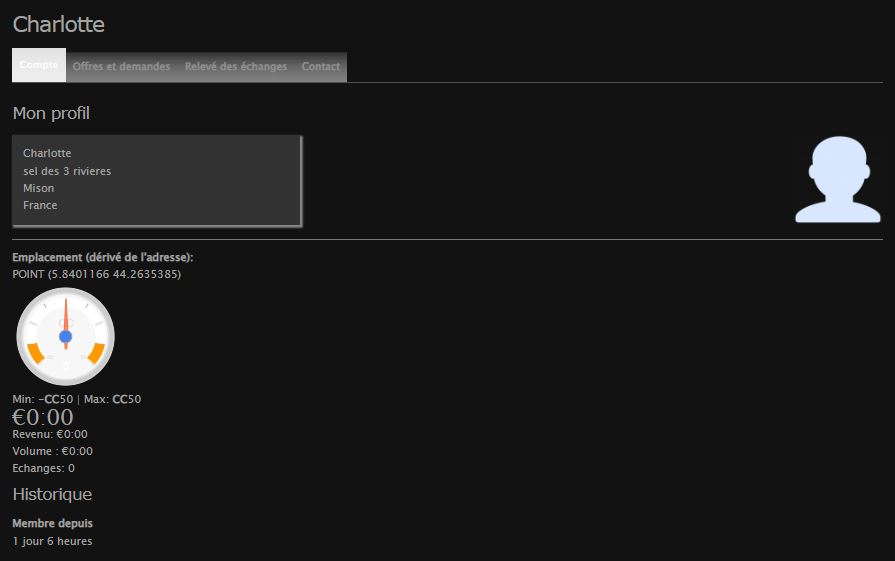 Charlotte
Compte Offres et demandes Relevé des échanges Contact
Mon profil
Charlotte
sel des 3 rivieres
Mison
France
Emplacement (dérivé de l'adresse):
POINT (5.8401166 44.2635385)
CC
0
Min: -CC50 | Max: CC50
€0:00
Revenu: €0:00
Volume : €0:00
Echanges: 0
Historique
Membre depuis
1 jour 6 heures